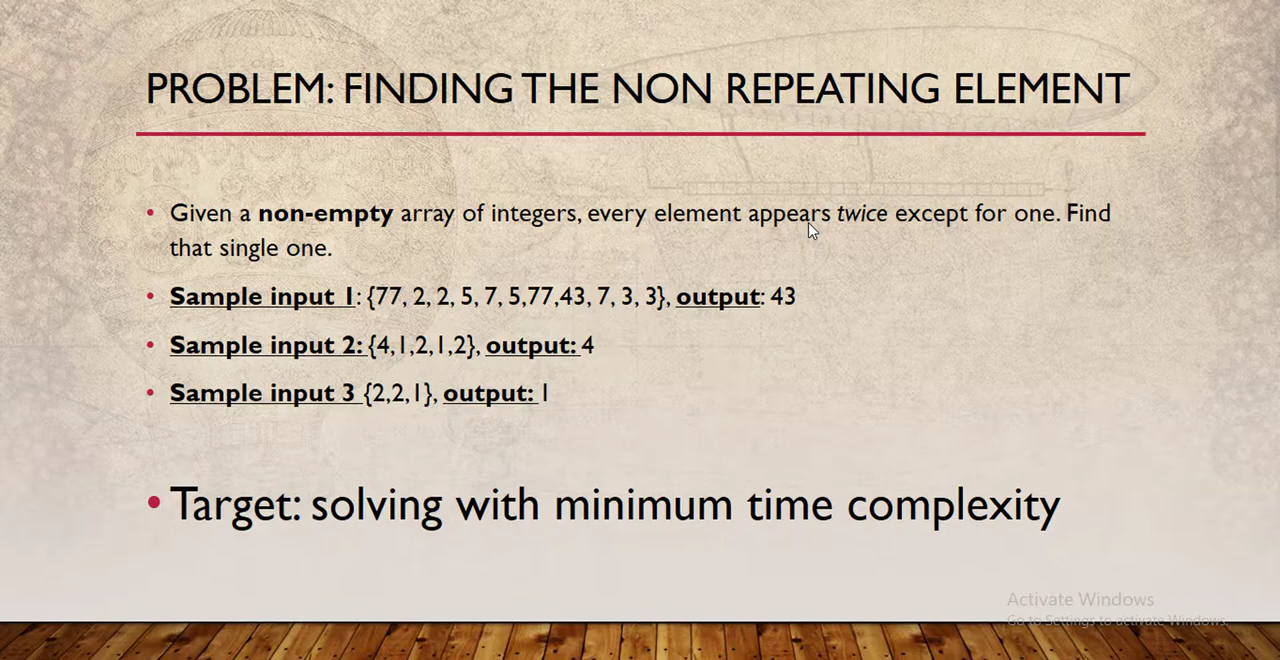 PROBLEM: FINDING THE NON REPEATING ELEMENT
• Given a non-empty array of integers, every element appears twice except for one. Find
that single one.
• Sample input 1: {77, 2, 2, 5, 7, 5,77,43, 7, 3, 3}, output: 43
• Sample input 2: {4,1,2,1,2}, output: 4
• Sample input 3 {2,2,1}, output: 1
• Target: solving with minimum time complexity
Activate Windows
Go to Settings to activate Windows.